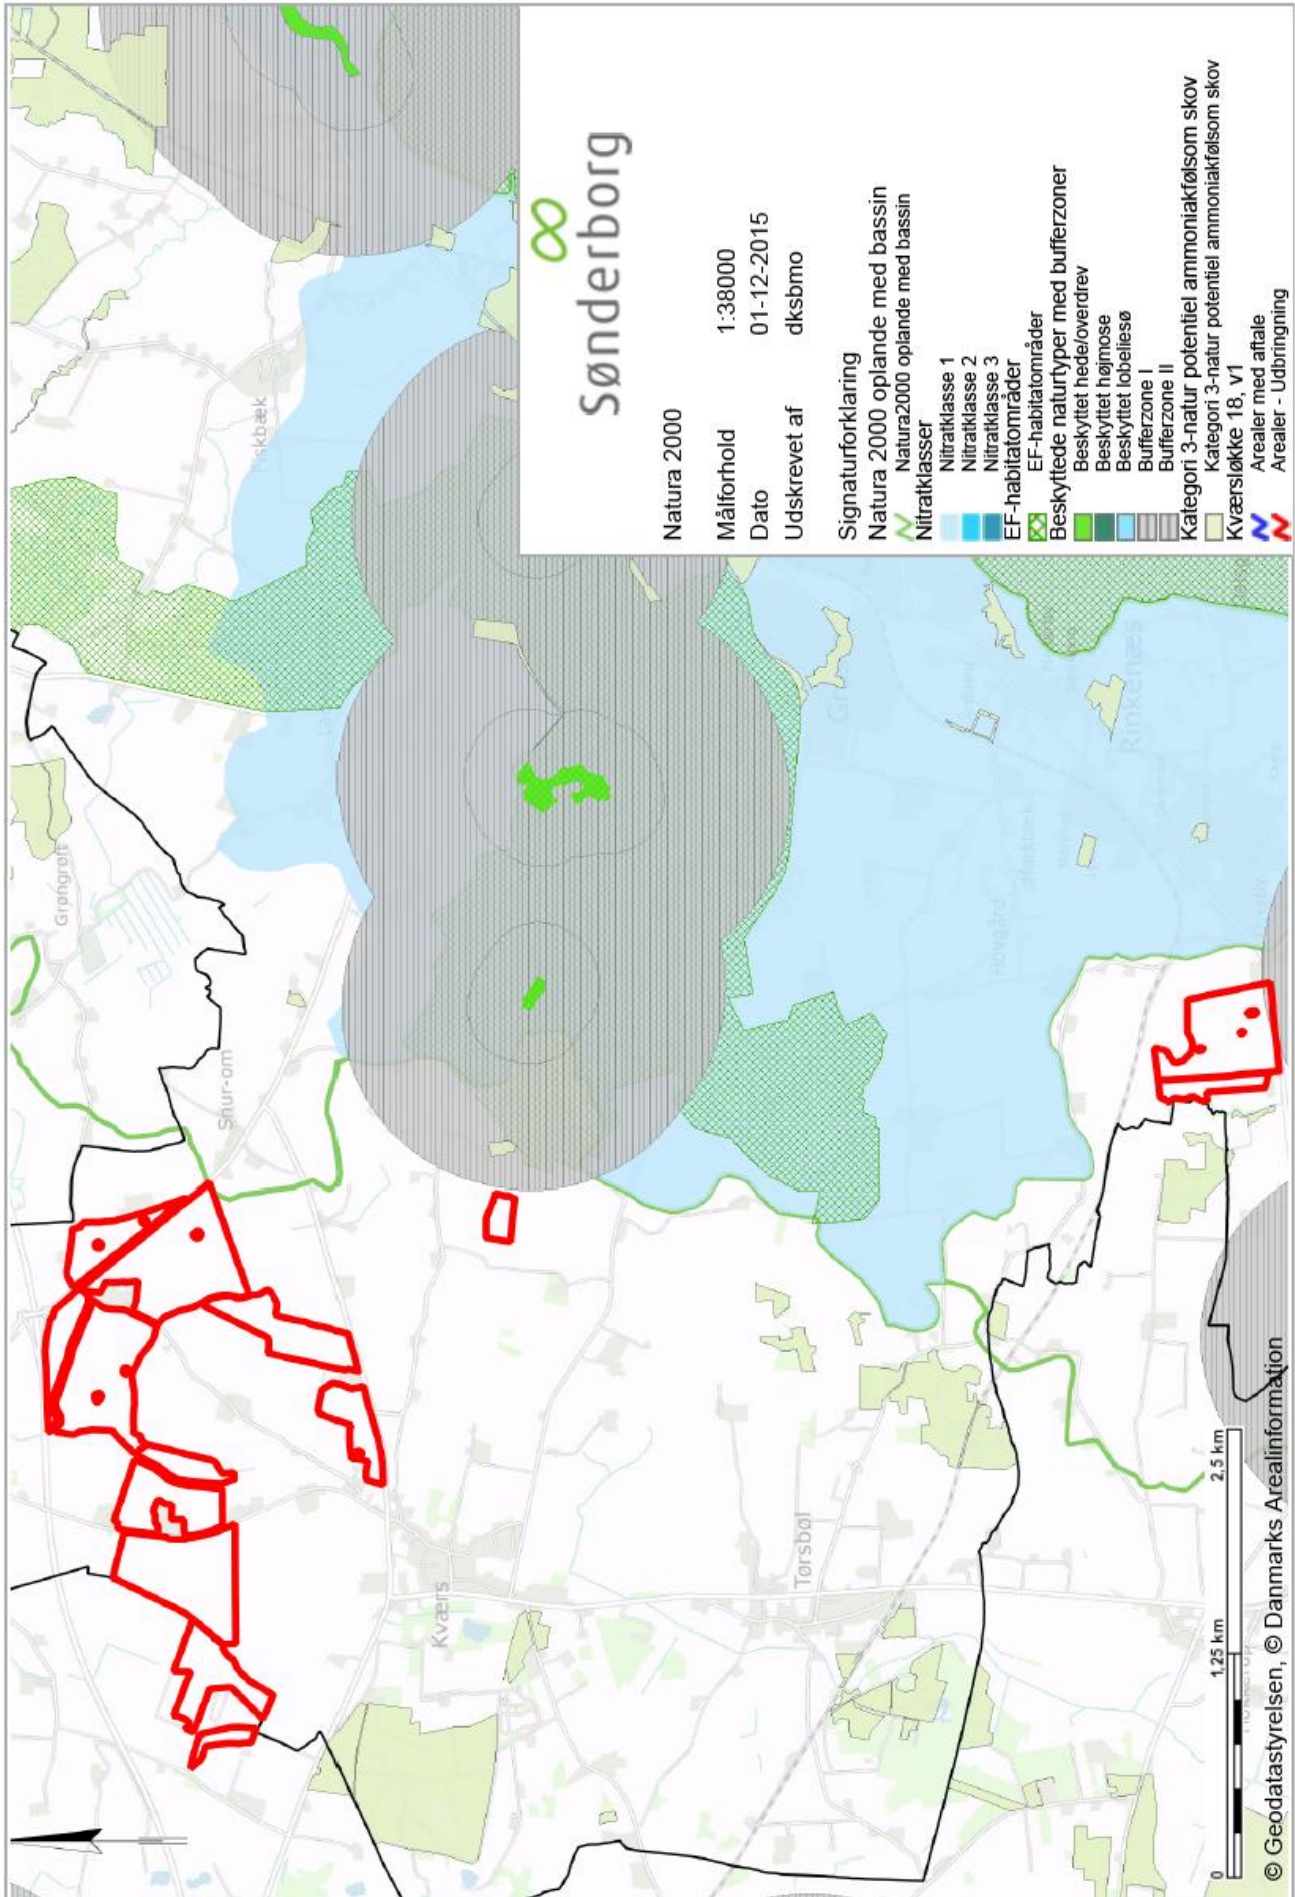 Sønderborg
Natura 2000
Målforhold 1:38000
Dato 01-12-2015
Udskrevet af dksbmo
Signaturforklaring
Natura 2000 oplande med bassin
Natura2000 oplande med bassin
Nitratklasser
Nitratklasse 1
Nitratklasse 2
Nitratklasse 3
EF-habitatområder
EF-habitatområder
Beskyttede naturtyper med bufferzoner
Beskyttet hede/overdrev
Beskyttet højmose
Beskyttet lobeliesø
Bufferzone I
Bufferzone II
Kategori 3-natur potentiel ammoniakfølsom skov
Kategori 3-natur potentiel ammoniakfølsom skov
Kværsløkke 18, v1
Arealer med aftale
Arealer - Udbringning
Grøngrøft
Snur-om
Fiskbæk
Kværs
Tørsbøl
Hovgård
Rinkenæs
0 1,25 km 2,5 km
© Geodatastyrelsen, © Danmarks Arealinformation